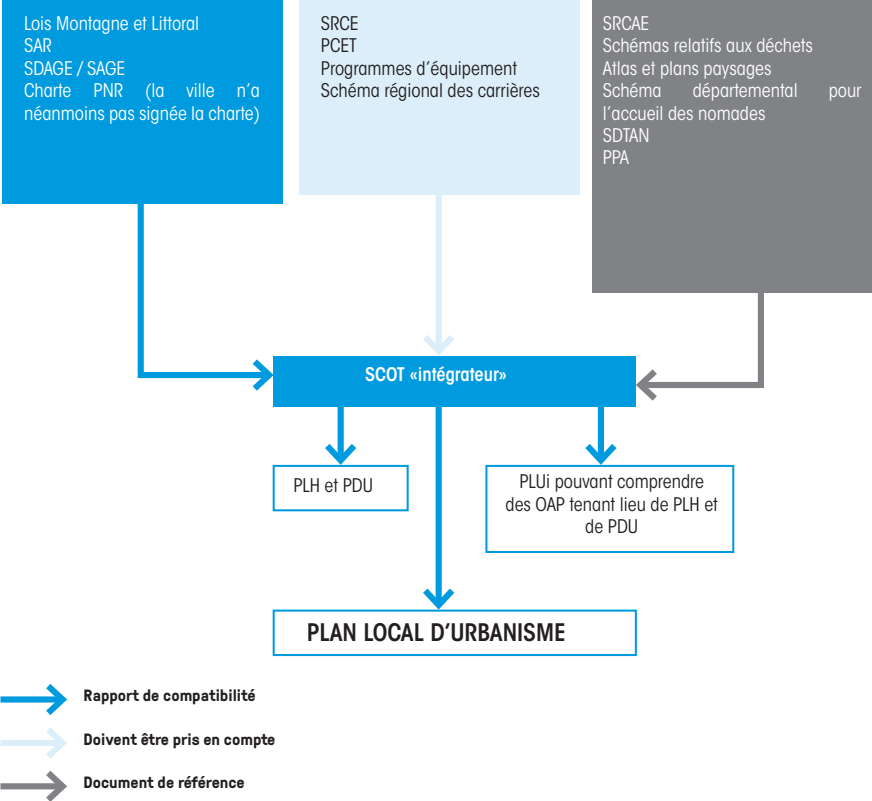 Lois Montagne et Littoral
SAR
SDAGE / SAGE
Charte PNR (la ville n'a
néanmoins pas signée la charte)
SRCE
PCET
Programmes d'équipement
Schéma régional des carrières
SRCAE
Schémas relatifs aux déchets
Atlas et plans paysages
Schéma départemental pour
l'accueil des nomades
SDTAN
PPA
SCOT «intégrateur»
PLH et PDU
PLUi pouvant comprendre
des OAP tenant lieu de PLH et
de PDU
PLAN LOCAL D'URBANISME
Rapport de compatibilité
Doivent être pris en compte
Document de référence